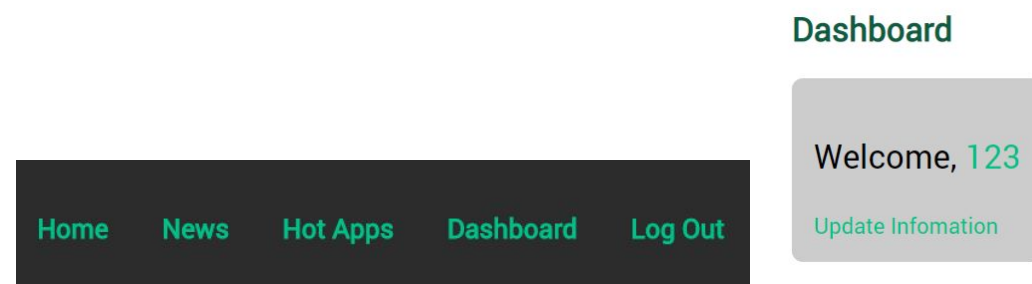 Dashboard
Welcome, 123
Update Infomation
Home News Hot Apps Dashboard Log Out